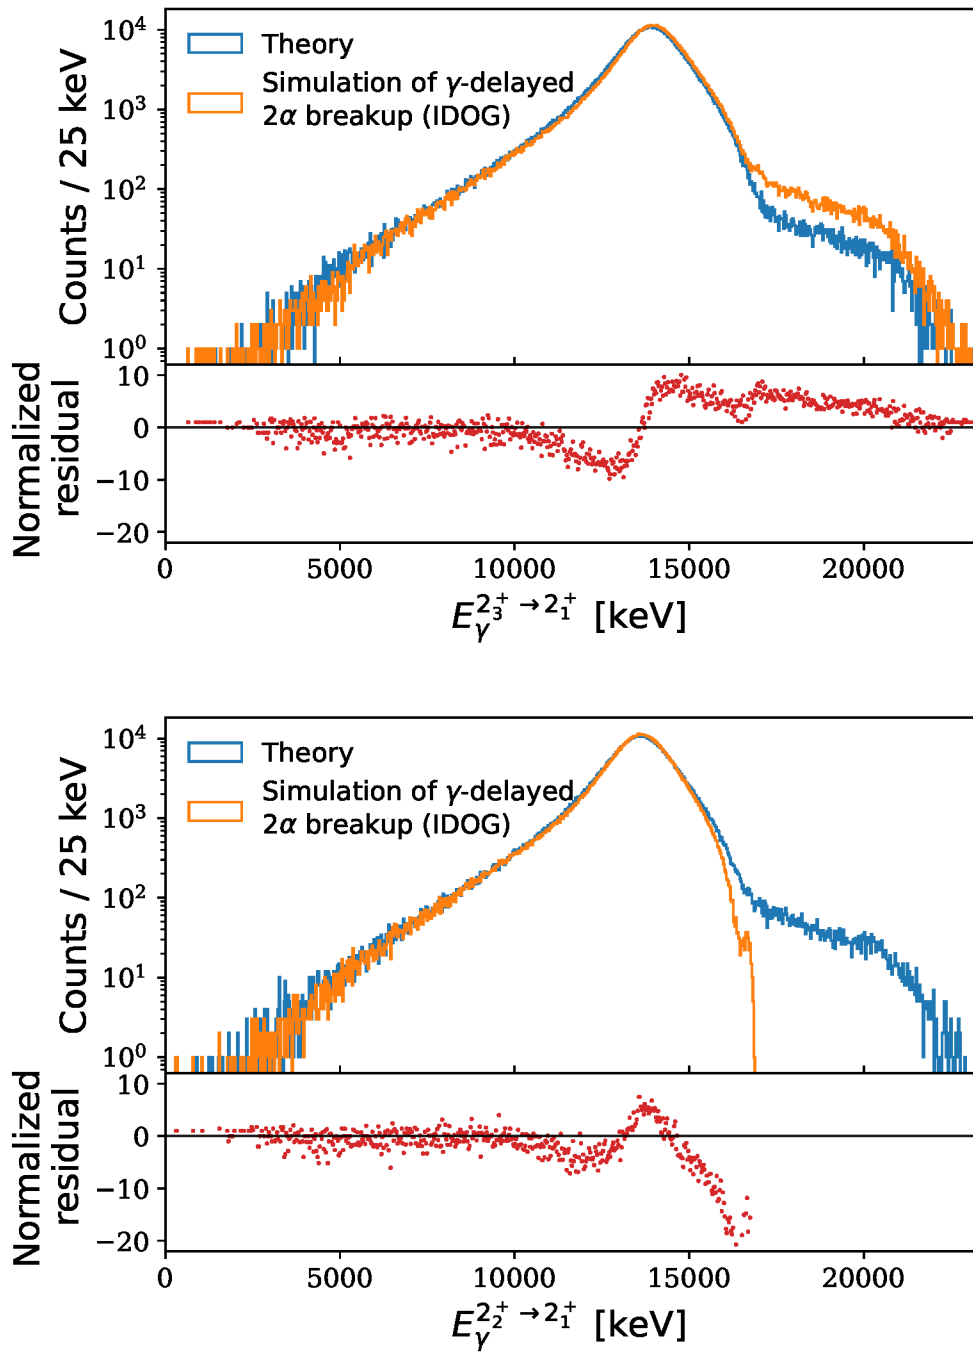 Counts / 25 keV
10⁴
10³
10²
10¹
10⁰
Theory
Simulation of γ-delayed
2α breakup (IDOG)
Normalized
residual
10
0
−10
−20
0 5000 10000 15000 20000
E_γ^{2₃⁺ → 2₁⁺} [keV]
Counts / 25 keV
10⁴
10³
10²
10¹
10⁰
Theory
Simulation of γ-delayed
2α breakup (IDOG)
Normalized
residual
10
0
−10
−20
0 5000 10000 15000 20000
E_γ^{2₂⁺ → 2₁⁺} [keV]